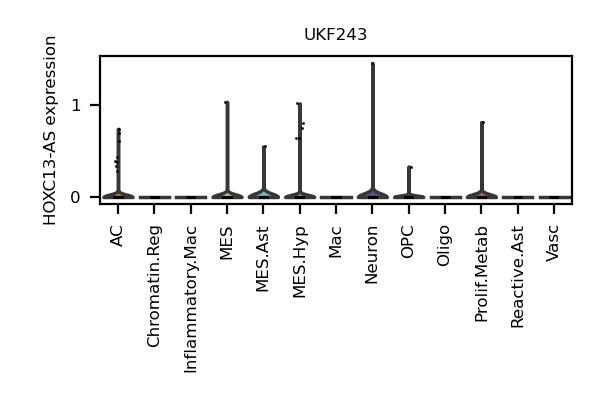 UKF243
HOXC13-AS expression
1
0
AC
Chromatin.Reg
Inflammatory.Mac
MES
MES.Ast
MES.Hyp
Mac
Neuron
OPC
Oligo
Prolif.Metab
Reactive.Ast
Vasc